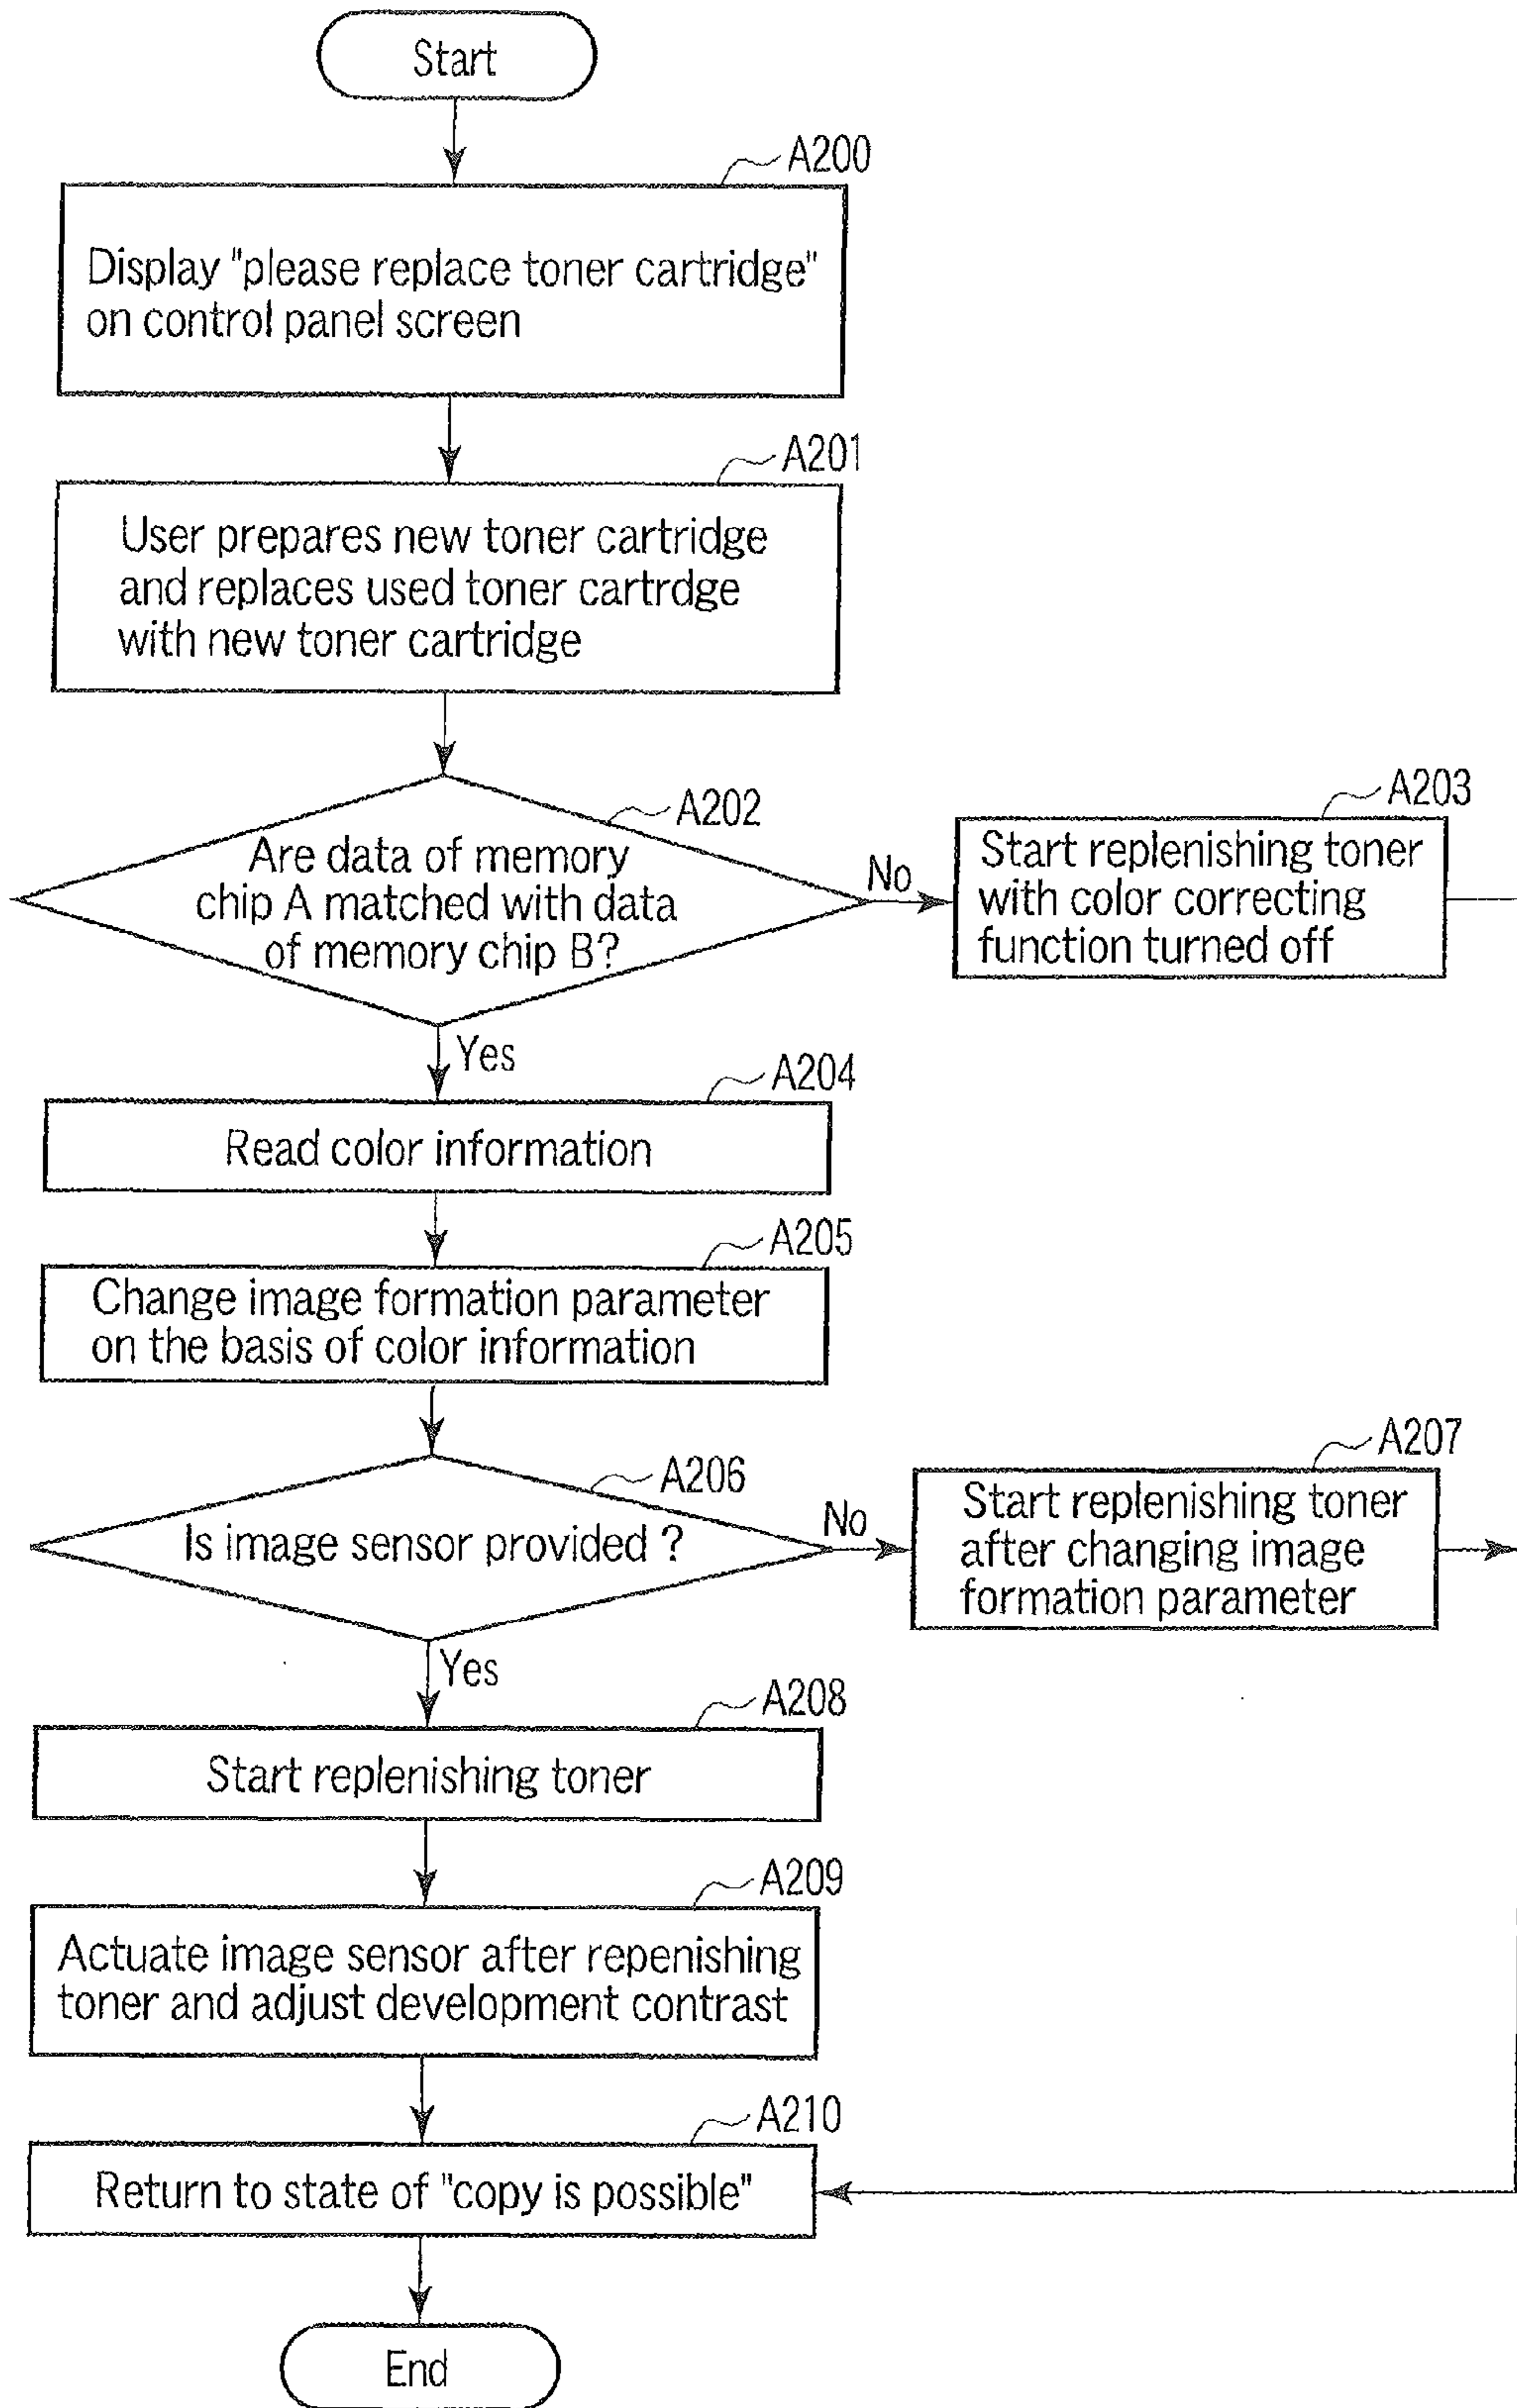 Start
A200
Display "please replace toner cartridge"
on control panel screen
A201
User prepares new toner cartridge
and replaces used toner cartrdge
with new toner cartridge
A202
Are data of memory
chip A matched with data
of memory chip B?
No
A203
Start replenishing toner
with color correcting
function turned off
Yes
A204
Read color information
A205
Change image formation parameter
on the basis of color information
A206
Is image sensor provided ?
No
A207
Start replenishing toner
after changing image
formation parameter
Yes
A208
Start replenishing toner
A209
Actuate image sensor after repenishing
toner and adjust development contrast
A210
Return to state of "copy is possible"
End